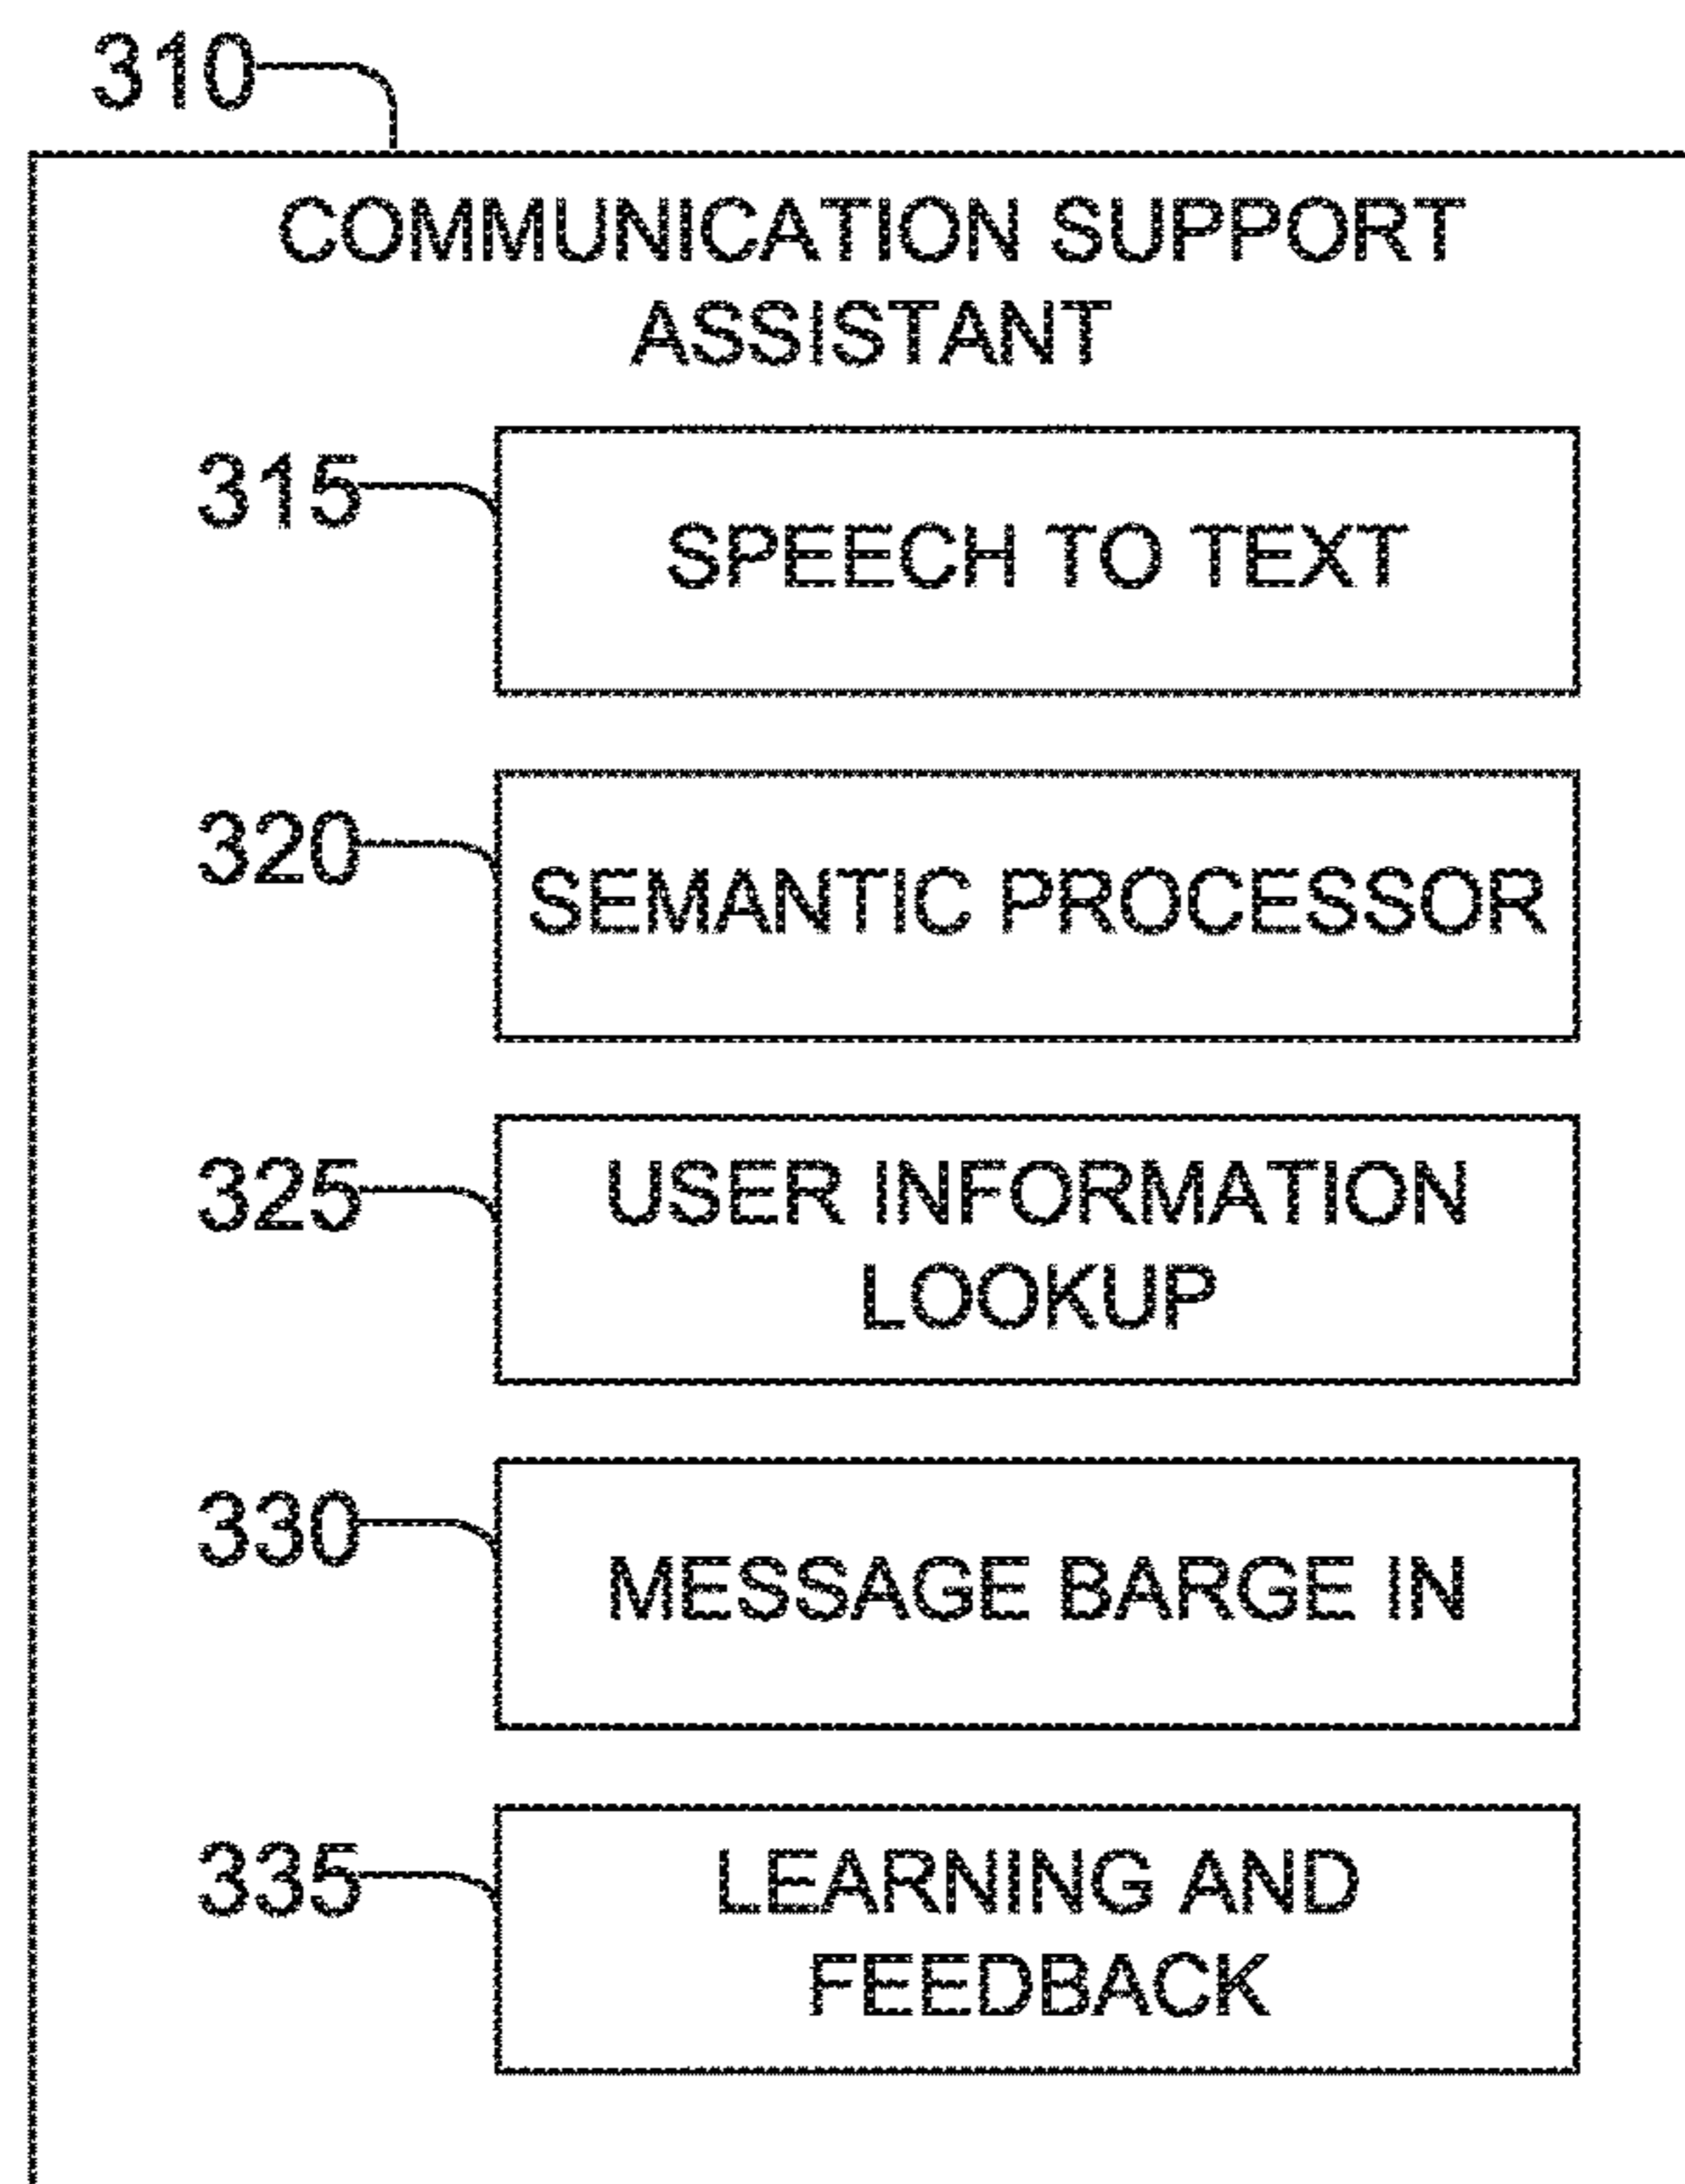 310
COMMUNICATION SUPPORT
ASSISTANT
315
SPEECH TO TEXT
320
SEMANTIC PROCESSOR
325
USER INFORMATION
LOOKUP
330
MESSAGE BARGE IN
335
LEARNING AND
FEEDBACK